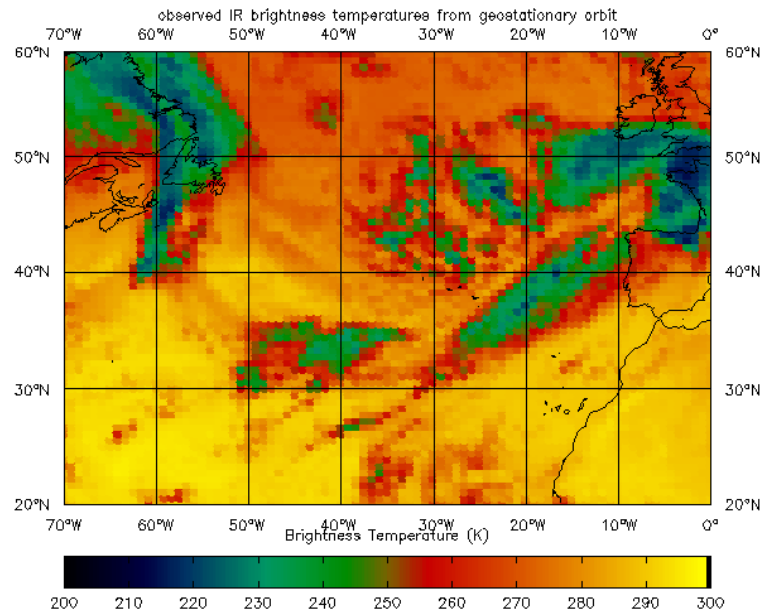 observed IR brightness temperatures from geostationary orbit
70°W 60°W 50°W 40°W 30°W 20°W 10°W 0°
60°N 60°N
50°N 50°N
40°N 40°N
30°N 30°N
20°N 20°N
70°W 60°W 50°W 40°W 30°W 20°W 10°W 0°
Brightness Temperature (K)
200 210 220 230 240 250 260 270 280 290 300